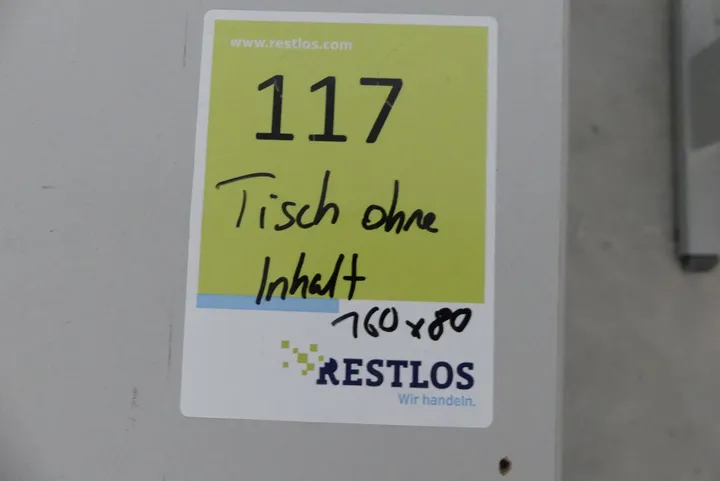 www.restlos.com
117
Tisch ohne
Inhalt
160x80
RESTLOS
Wir handeln.